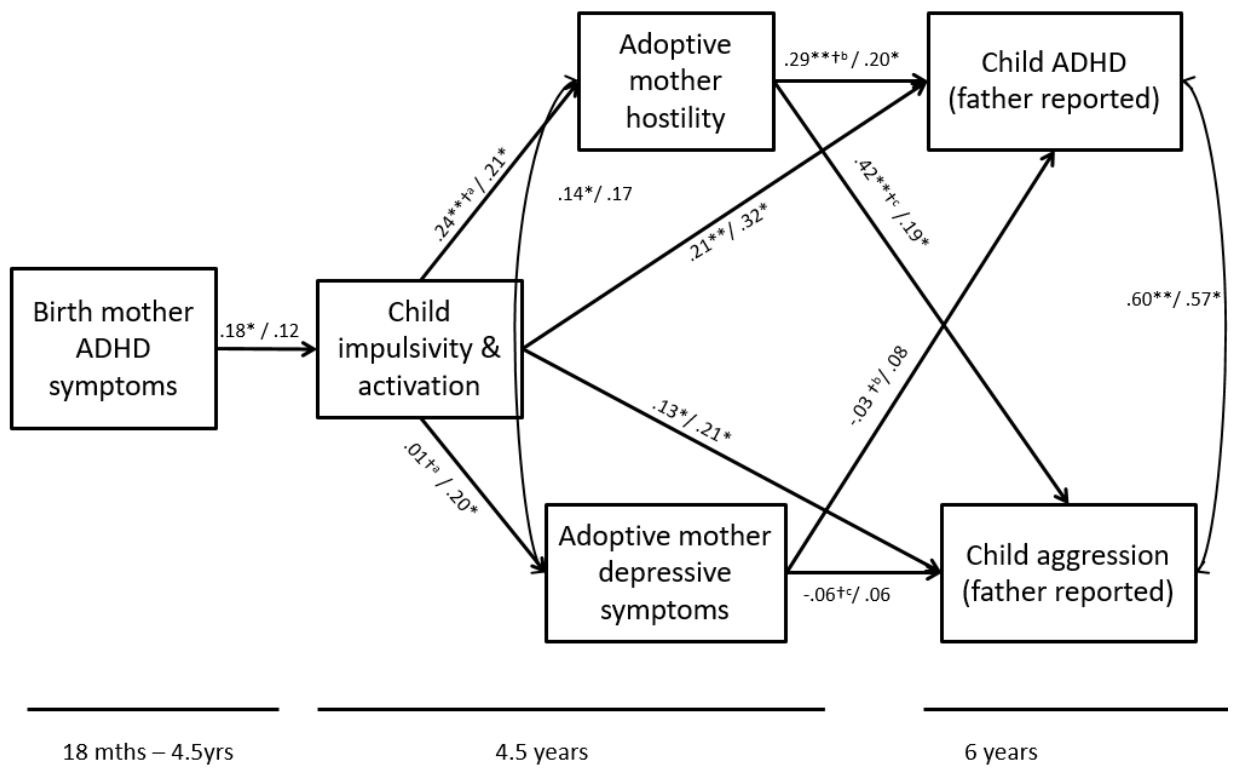 Adoptive
mother
hostility
.29**†ᵇ/ .20*
Child ADHD
(father reported)
.24**†ᵃ/ .21*
.14*/ .17
.42**†ᶜ/.19*
.21**/ .32*
Birth mother
ADHD
symptoms
.18* / .12
Child
impulsivity &
activation
.60**/ .57*
.01†ᵃ/ .20*
.13*/ .21*
-.03 †ᵇ/ .08
Adoptive mother
depressive
symptoms
-.06†ᶜ/ .06
Child aggression
(father reported)
18 mths – 4.5yrs
4.5 years
6 years